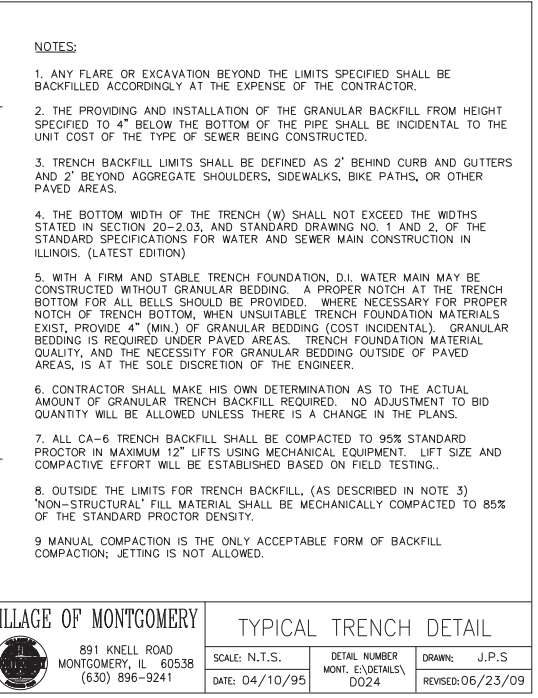 NOTES:
1. ANY FLARE OR EXCAVATION BEYOND THE LIMITS SPECIFIED SHALL BE
BACKFILLED ACCORDINGLY AT THE EXPENSE OF THE CONTRACTOR.
2. THE PROVIDING AND INSTALLATION OF THE GRANULAR BACKFILL FROM HEIGHT
SPECIFIED TO 4" BELOW THE BOTTOM OF THE PIPE SHALL BE INCIDENTAL TO THE
UNIT COST OF THE TYPE OF SEWER BEING CONSTRUCTED.
3. TRENCH BACKFILL LIMITS SHALL BE DEFINED AS 2' BEHIND CURB AND GUTTERS
AND 2' BEYOND AGGREGATE SHOULDERS, SIDEWALKS, BIKE PATHS, OR OTHER
PAVED AREAS.
4. THE BOTTOM WIDTH OF THE TRENCH (W) SHALL NOT EXCEED THE WIDTHS
STATED IN SECTION 20-2.03, AND STANDARD DRAWING NO. 1 AND 2, OF THE
STANDARD SPECIFICATIONS FOR WATER AND SEWER MAIN CONSTRUCTION IN
ILLINOIS. (LATEST EDITION)
5. WITH A FIRM AND STABLE TRENCH FOUNDATION, D.I. WATER MAIN MAY BE
CONSTRUCTED WITHOUT GRANULAR BEDDING. A PROPER NOTCH AT THE TRENCH
BOTTOM FOR ALL BELLS SHOULD BE PROVIDED. WHERE NECESSARY FOR PROPER
NOTCH OF TRENCH BOTTOM, WHEN UNSUITABLE TRENCH FOUNDATION MATERIALS
EXIST, PROVIDE 4" (MIN.) OF GRANULAR BEDDING (COST INCIDENTAL). GRANULAR
BEDDING IS REQUIRED UNDER PAVED AREAS. TRENCH FOUNDATION MATERIAL
QUALITY, AND THE NECESSITY FOR GRANULAR BEDDING OUTSIDE OF PAVED
AREAS, IS AT THE SOLE DISCRETION OF THE ENGINEER.
6. CONTRACTOR SHALL MAKE HIS OWN DETERMINATION AS TO THE ACTUAL
AMOUNT OF GRANULAR TRENCH BACKFILL REQUIRED. NO ADJUSTMENT TO BID
QUANTITY WILL BE ALLOWED UNLESS THERE IS A CHANGE IN THE PLANS.
7. ALL CA-6 TRENCH BACKFILL SHALL BE COMPACTED TO 95% STANDARD
PROCTOR IN MAXIMUM 12" LIFTS USING MECHANICAL EQUIPMENT. LIFT SIZE AND
COMPACTIVE EFFORT WILL BE ESTABLISHED BASED ON FIELD TESTING..
8. OUTSIDE THE LIMITS FOR TRENCH BACKFILL, (AS DESCRIBED IN NOTE 3)
'NON-STRUCTURAL' FILL MATERIAL SHALL BE MECHANICALLY COMPACTED TO 85%
OF THE STANDARD PROCTOR DENSITY.
9 MANUAL COMPACTION IS THE ONLY ACCEPTABLE FORM OF BACKFILL
COMPACTION; JETTING IS NOT ALLOWED.
ILLAGE OF MONTGOMERY
891 KNELL ROAD
MONTGOMERY, IL 60538
(630) 896-9241
TYPICAL TRENCH DETAIL
SCALE: N.T.S.
DATE: 04/10/95
DETAIL NUMBER
MONT. E:\DETAILS\
D024
DRAWN: J.P.S
REVISED: 06/23/09